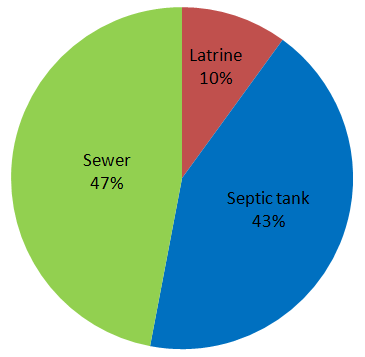 Latrine
10%
Sewer
47%
Septic tank
43%